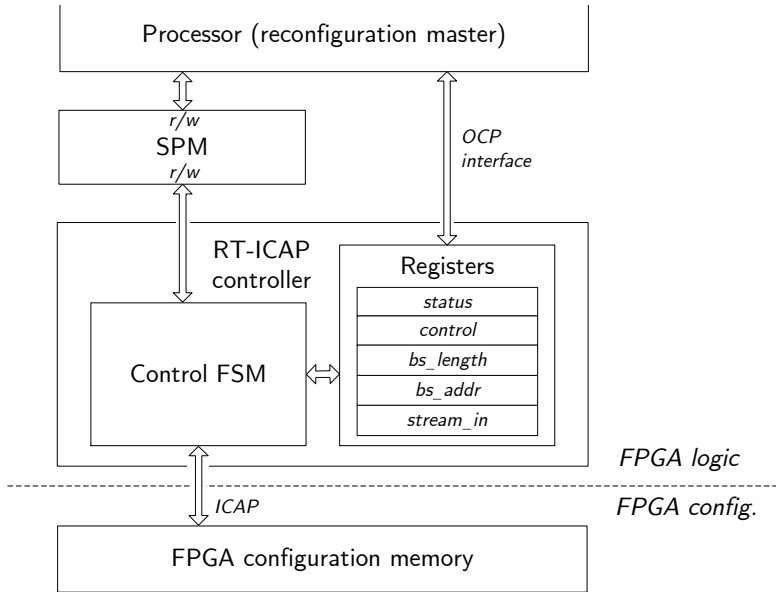 Processor (reconfiguration master)
r/w
SPM
r/w
OCP
interface
RT-ICAP
controller
Registers
status
control
bs_length
bs_addr
stream_in
Control FSM
FPGA logic
ICAP
FPGA config.
FPGA configuration memory